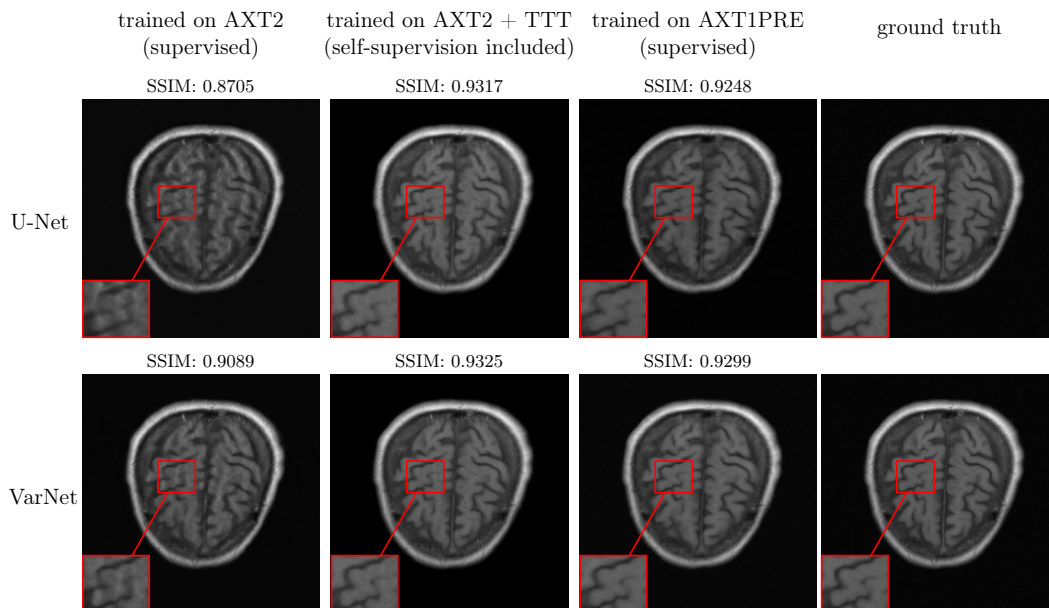 trained on AXT2
(supervised)
trained on AXT2 + TTT
(self-supervision included)
trained on AXT1PRE
(supervised)
ground truth
SSIM: 0.8705
SSIM: 0.9317
SSIM: 0.9248
U-Net
SSIM: 0.9089
SSIM: 0.9325
SSIM: 0.9299
VarNet